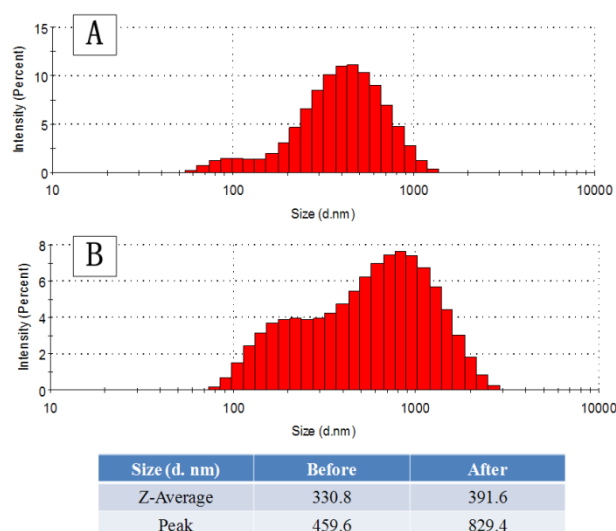 A
Intensity (Percent)
15
10
5
0
10 100 1000 10000
Size (d.nm)
B
Intensity (Percent)
8
6
4
2
0
10 100 1000 10000
Size (d.nm)
Size (d. nm) Before After
Z-Average 330.8 391.6
Peak 459.6 829.4